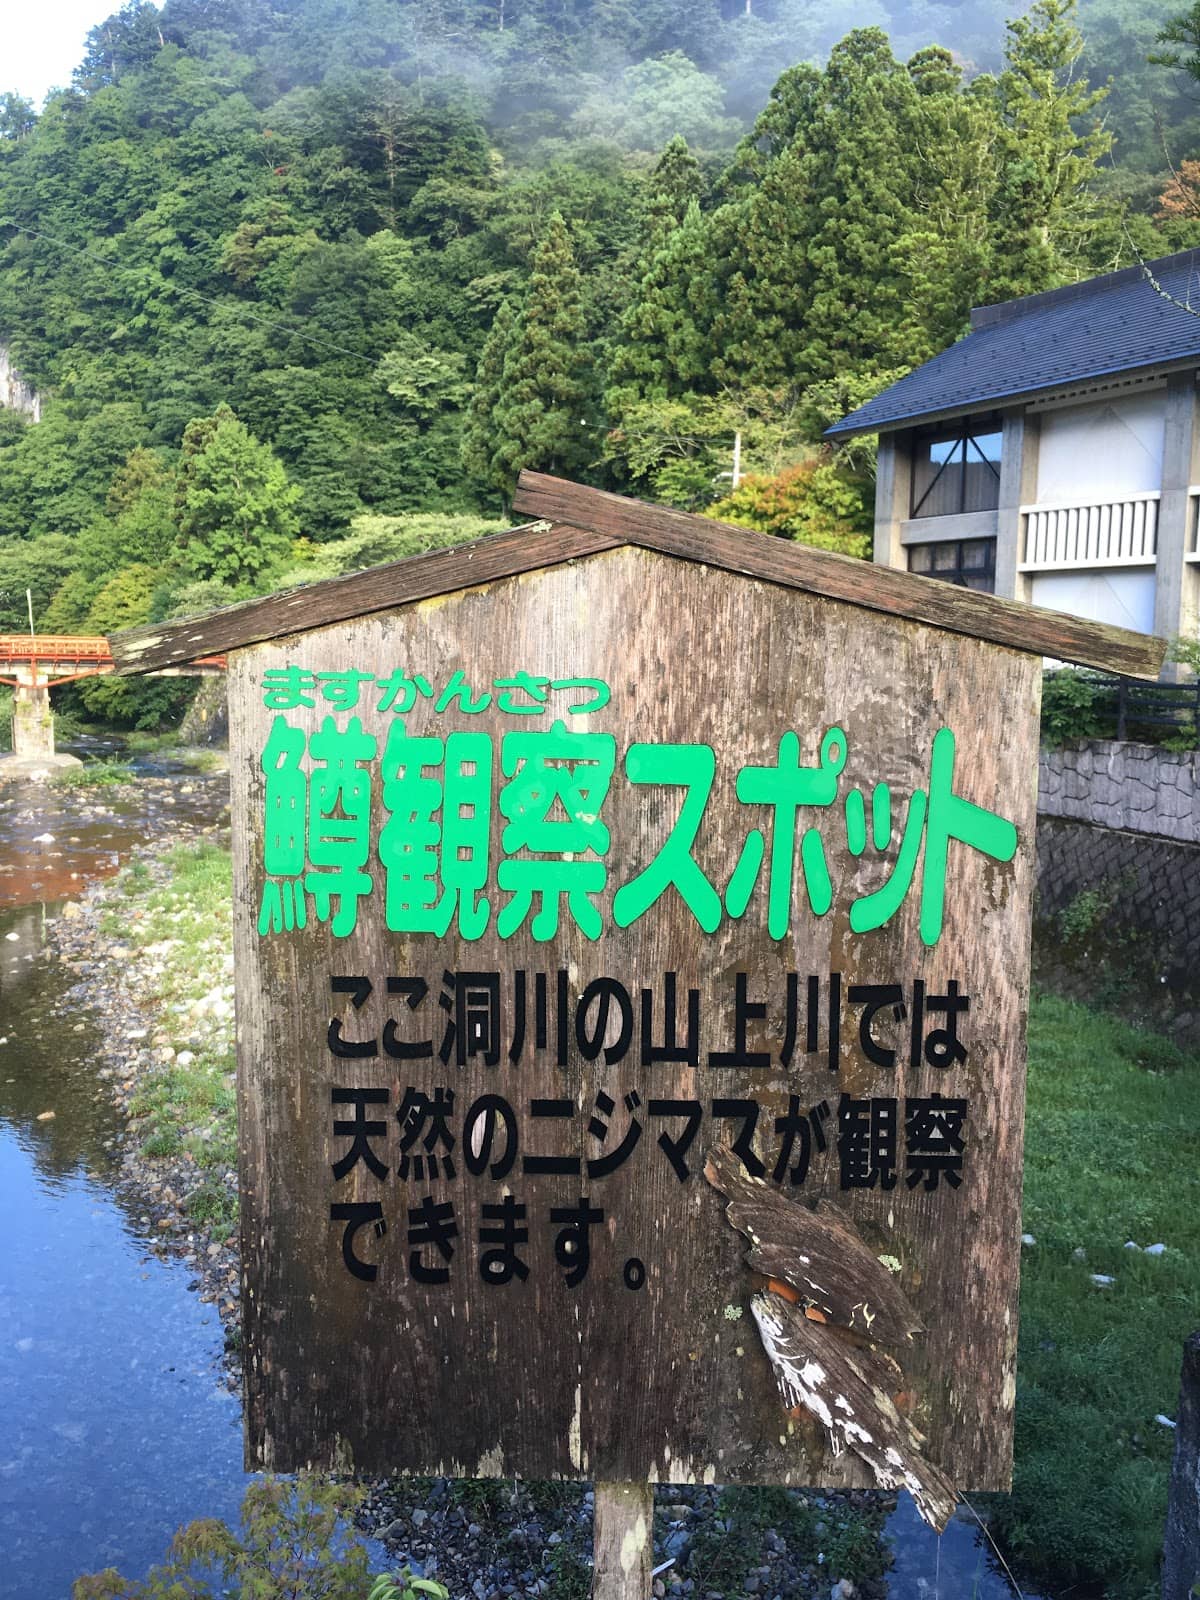 ますかんさつ
鱒観察スポット
ここ洞川の山上川では
天然のニジマスが観察
できます。